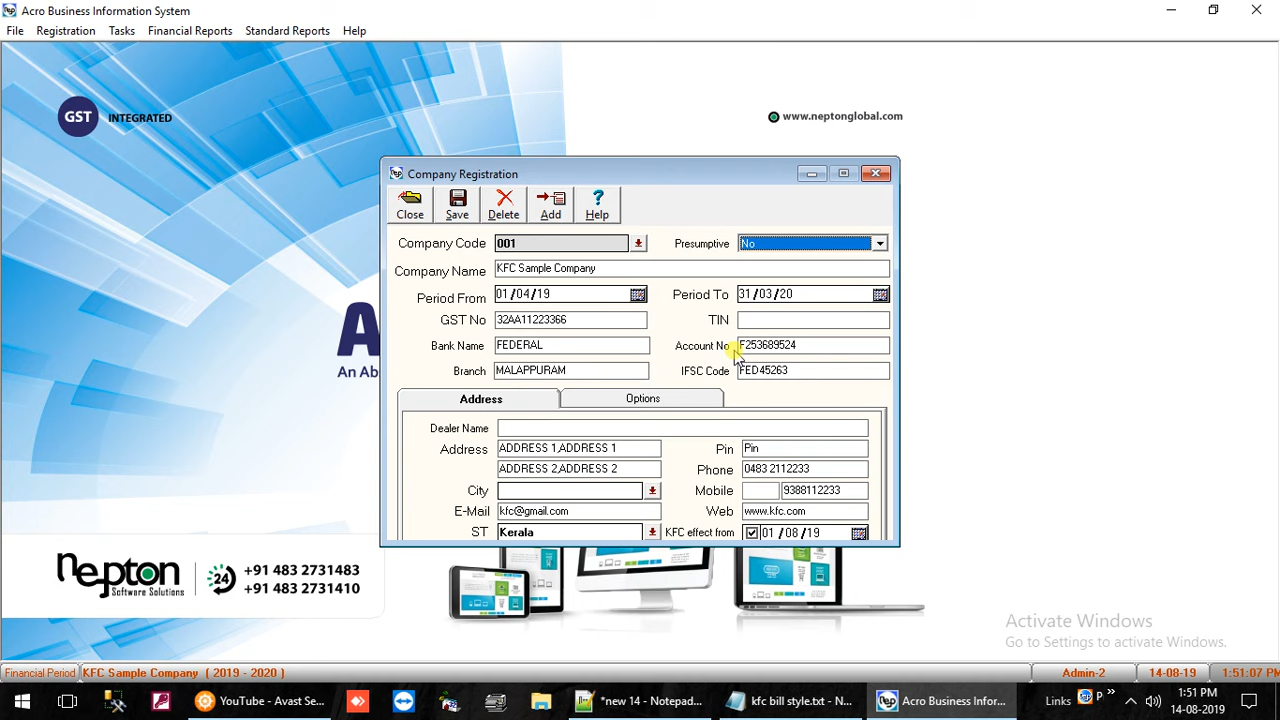 Acro Business Information System
File Registration Tasks Financial Reports Standard Reports Help
GST INTEGRATED
www.neptonglobal.com
A
An Ab
Company Registration
Close Save Delete Add Help
Company Code 001 Presumptive No
Company Name KFC Sample Company
Period From 01/04/19 Period To 31/03/20
GST No 32AA11223366 TIN
Bank Name FEDERAL Account No F253689524
Branch MALAPPURAM IFSC Code FED45263
Address Options
Dealer Name
Address ADDRESS 1,ADDRESS 1 Pin Pin
ADDRESS 2,ADDRESS 2 Phone 0483 2112233
City Mobile 9388112233
E-Mail kfc@gmail.com Web www.kfc.com
ST Kerala KFC effect from 01/08/19
nepton
Software Solutions
24
+91 483 2731483
+91 483 2731410
Activate Windows
Go to Settings to activate Windows.
Financial Period KFC Sample Company ( 2019 - 2020 ) Admin-2 14-08-19 1:51:07 PM
YouTube - Avast Se... *new 14 - Notepad... kfc bill style.txt - N... Acro Business Infor... Links P » 1:51 PM
14-08-2019